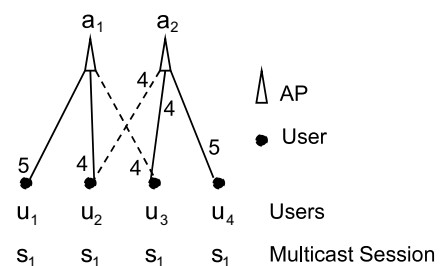 a₁ a₂
4
AP
4
User
5 4 4 5
u₁ u₂ u₃ u₄ Users
s₁ s₁ s₁ s₁ Multicast Session